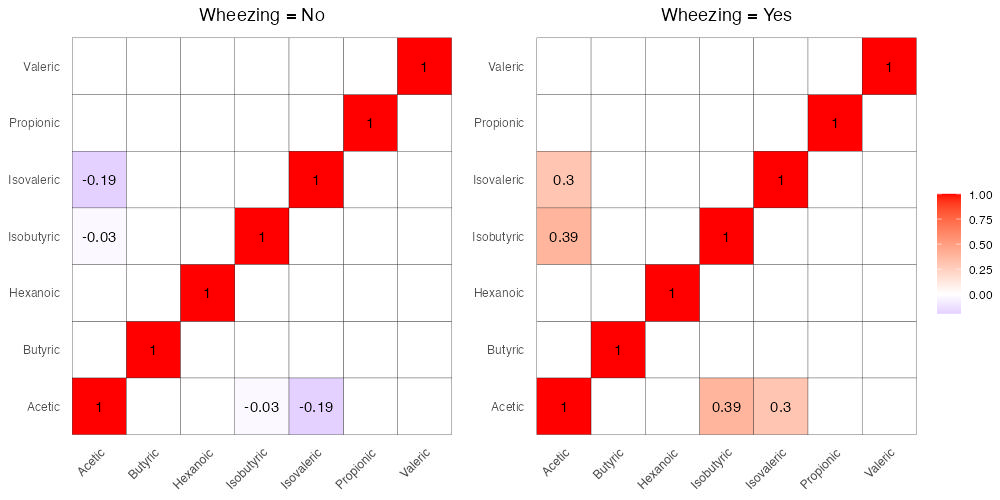 Wheezing = No
Wheezing = Yes
Valeric
1
Propionic
1
Isovaleric
-0.19
1
Isobutyric
-0.03
1
Hexanoic
1
Butyric
1
Acetic
1
-0.03
-0.19
Acetic
Butyric
Hexanoic
Isobutyric
Isovaleric
Propionic
Valeric
Valeric
1
Propionic
1
Isovaleric
0.3
1
Isobutyric
0.39
1
Hexanoic
1
Butyric
1
Acetic
1
0.39
0.3
Acetic
Butyric
Hexanoic
Isobutyric
Isovaleric
Propionic
Valeric
1.00
0.75
0.50
0.25
0.00